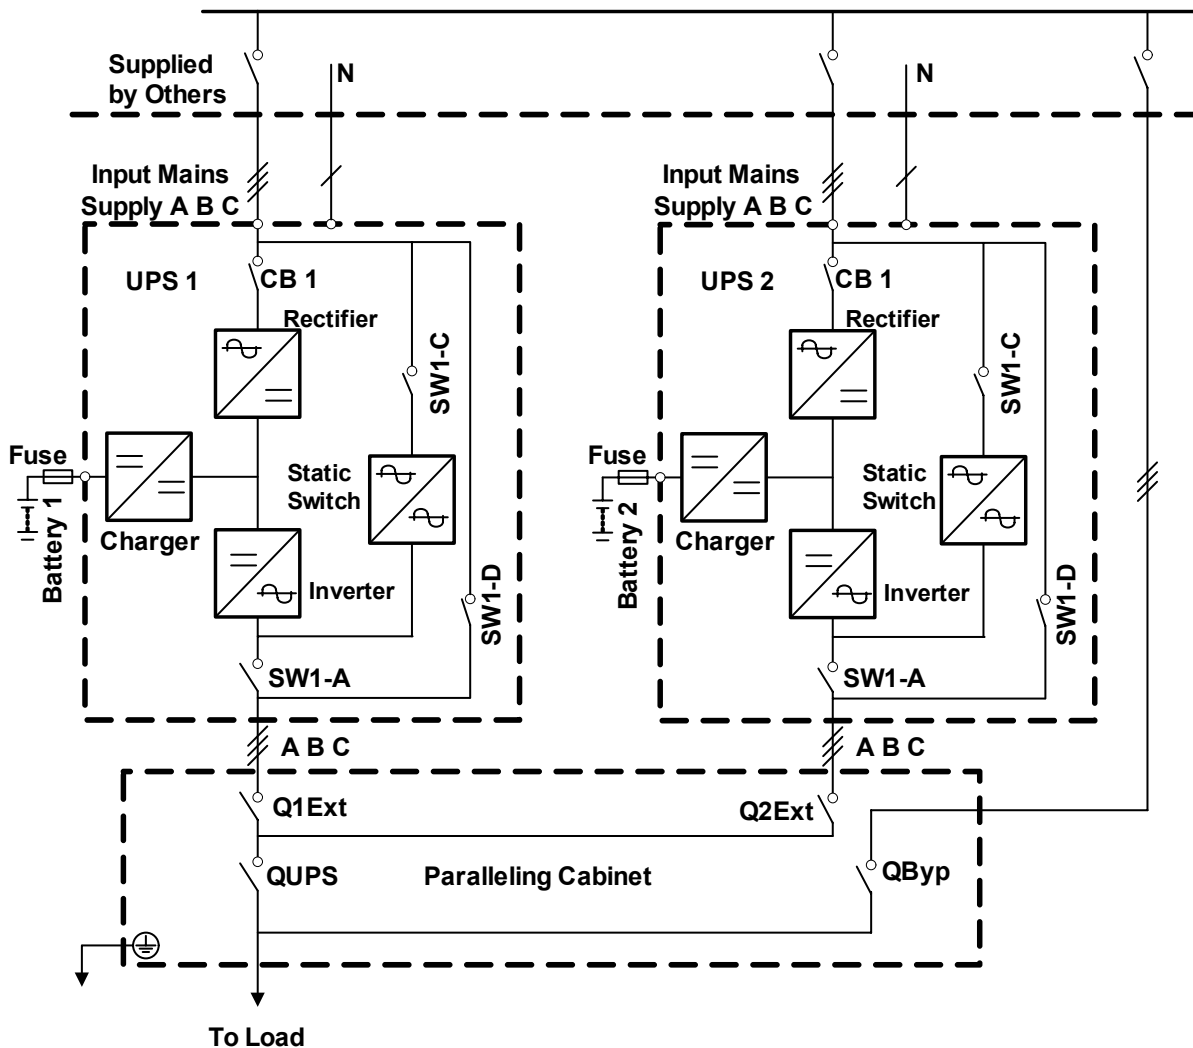 Supplied
by Others
N
N
Input Mains
Supply A B C
Input Mains
Supply A B C
UPS 1
CB 1
Rectifier
SW1-C
Fuse
Battery 1
Charger
Static
Switch
Inverter
SW1-D
SW1-A
UPS 2
CB 1
Rectifier
SW1-C
Fuse
Battery 2
Charger
Static
Switch
Inverter
SW1-D
SW1-A
A B C
A B C
Q1Ext
Q2Ext
QUPS
Paralleling Cabinet
QByp
To Load